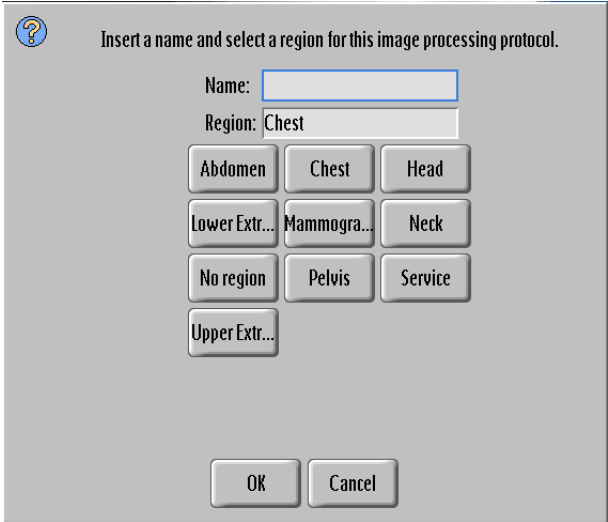 Insert a name and select a region for this image processing protocol.
Name:
Region: Chest
Abdomen Chest Head
Lower Extr... Mammogra... Neck
No region Pelvis Service
Upper Extr...
OK Cancel